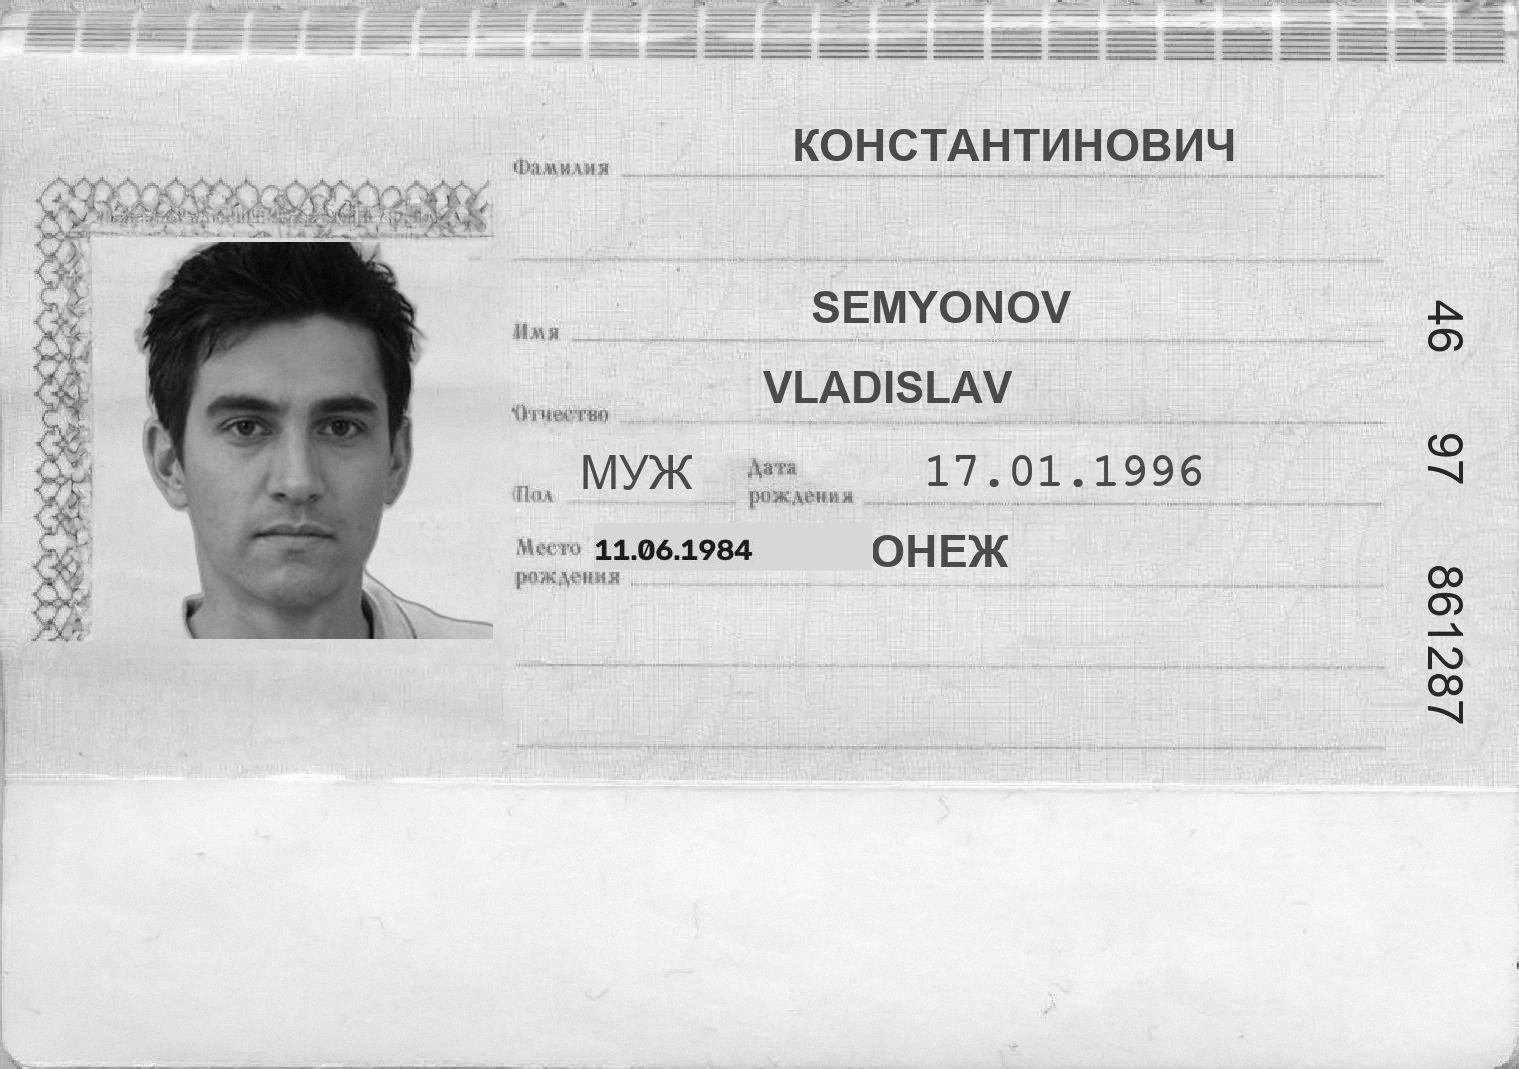 КОНСТАНТИНОВИЧ
Фамилия
SEMYONOV
Имя
VLADISLAV
Отчество
Пол МУЖ Дата рождения 17.01.1996
Место рождения 11.06.1984 ОНЕЖ
46 97 861287